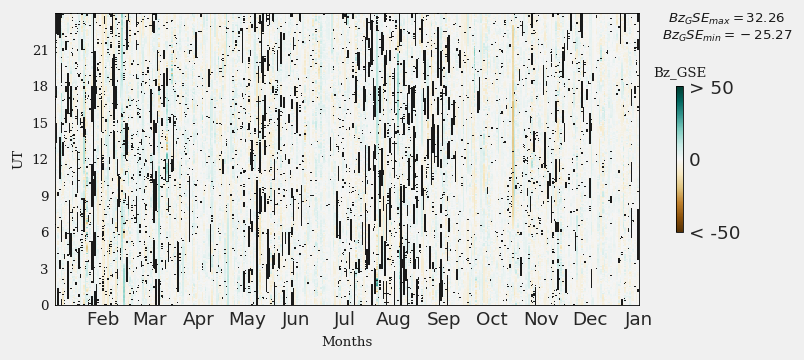 Bz_GSE_max = 32.26
Bz_GSE_min = −25.27
Bz_GSE
> 50
0
< -50
21
18
15
12
9
6
3
0
UT
Feb Mar Apr May Jun Jul Aug Sep Oct Nov Dec Jan
Months